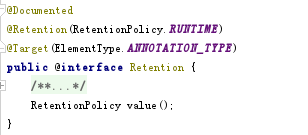 @Documented
@Retention(RetentionPolicy.RUNTIME)
@Target(ElementType.ANNOTATION_TYPE)
public @interface Retention {
/**...*/
RetentionPolicy value();
}